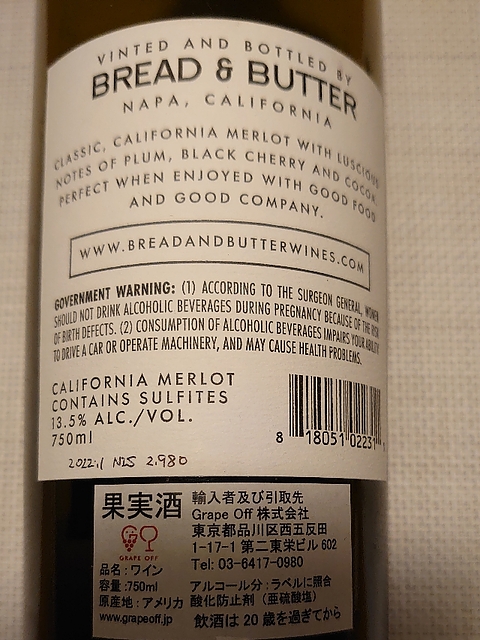 VINTED AND BOTTLED BY
BREAD & BUTTER
NAPA, CALIFORNIA
CLASSIC, CALIFORNIA MERLOT WITH LUSCIOUS
NOTES OF PLUM, BLACK CHERRY AND COCOA.
PERFECT WHEN ENJOYED WITH GOOD FOOD
AND GOOD COMPANY.
WWW.BREADANDBUTTERWINES.COM
GOVERNMENT WARNING: (1) ACCORDING TO THE SURGEON GENERAL, WOMEN
SHOULD NOT DRINK ALCOHOLIC BEVERAGES DURING PREGNANCY BECAUSE OF THE RISK
OF BIRTH DEFECTS. (2) CONSUMPTION OF ALCOHOLIC BEVERAGES IMPAIRS YOUR ABILITY
TO DRIVE A CAR OR OPERATE MACHINERY, AND MAY CAUSE HEALTH PROBLEMS.
CALIFORNIA MERLOT
CONTAINS SULFITES
13.5% ALC./VOL.
750ml
8 18051 02231
2022.11 N25 2.980
果実酒
輸入者及び引取先
Grape Off 株式会社
東京都品川区西五反田
1-17-1 第二東栄ビル 602
Tel: 03-6417-0980
GRAPE OFF
品名:ワイン
容量:750ml
原産地:アメリカ
www.grapeoff.jp
アルコール分:ラベルに照合
酸化防止剤(亜硫酸塩)
飲酒は 20 歳を過ぎてから